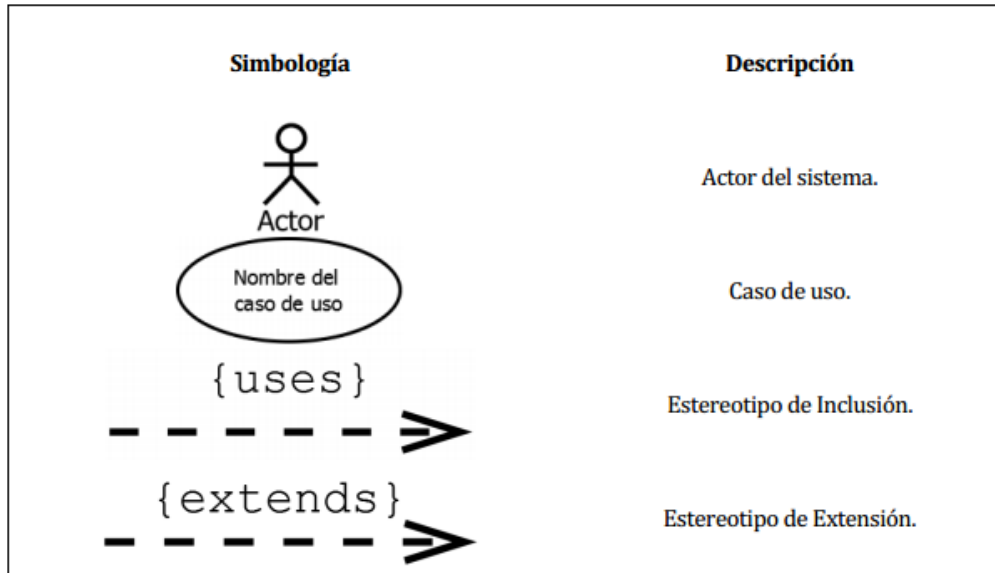 Simbología
Descripción
Actor
Actor del sistema.
Nombre del
caso de uso
Caso de uso.
{uses}
Estereotipo de Inclusión.
{extends}
Estereotipo de Extensión.